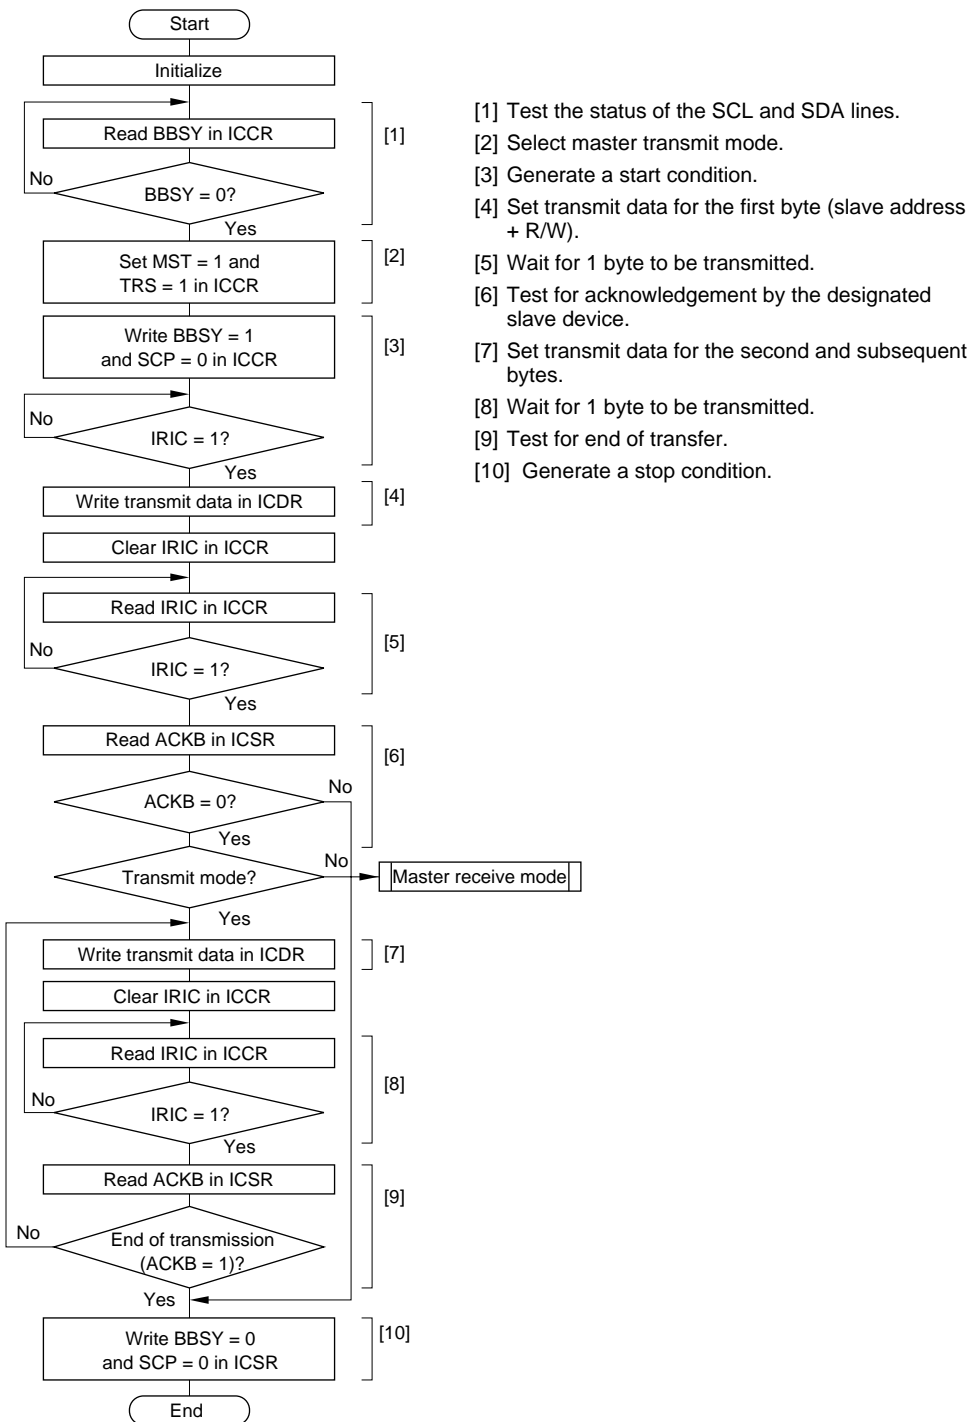 Start
Initialize
Read BBSY in ICCR
[1]
No
BBSY = 0?
Yes
Set MST = 1 and
TRS = 1 in ICCR
[2]
Write BBSY = 1
and SCP = 0 in ICCR
[3]
No
IRIC = 1?
Yes
Write transmit data in ICDR
[4]
Clear IRIC in ICCR
Read IRIC in ICCR
[5]
No
IRIC = 1?
Yes
Read ACKB in ICSR
[6]
No
ACKB = 0?
Yes
No
Transmit mode?
Master receive mode
Yes
Write transmit data in ICDR
[7]
Clear IRIC in ICCR
Read IRIC in ICCR
[8]
No
IRIC = 1?
Yes
Read ACKB in ICSR
[9]
No
End of transmission
(ACKB = 1)?
Yes
Write BBSY = 0
and SCP = 0 in ICSR
[10]
End
[1] Test the status of the SCL and SDA lines.
[2] Select master transmit mode.
[3] Generate a start condition.
[4] Set transmit data for the first byte (slave address
+ R/W).
[5] Wait for 1 byte to be transmitted.
[6] Test for acknowledgement by the designated
slave device.
[7] Set transmit data for the second and subsequent
bytes.
[8] Wait for 1 byte to be transmitted.
[9] Test for end of transfer.
[10] Generate a stop condition.